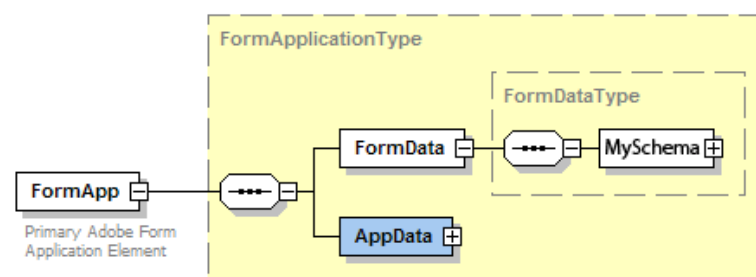 FormApplicationType
FormDataType
FormData
MySchema
FormApp
Primary Adobe Form
Application Element
AppData